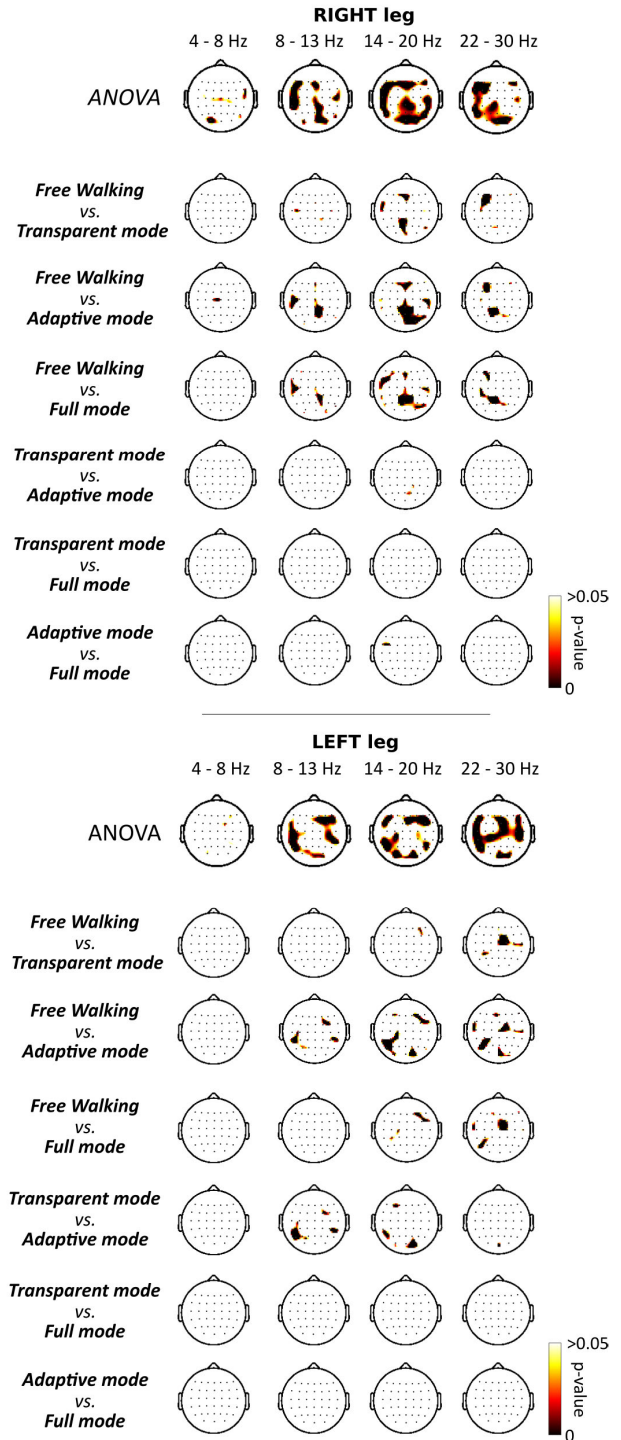 RIGHT leg
4 - 8 Hz 8 - 13 Hz 14 - 20 Hz 22 - 30 Hz
ANOVA
Free Walking
vs.
Transparent mode
Free Walking
vs.
Adaptive mode
Free Walking
vs.
Full mode
Transparent mode
vs.
Adaptive mode
Transparent mode
vs.
Full mode
>0.05
p-value
0
Adaptive mode
vs.
Full mode
LEFT leg
4 - 8 Hz 8 - 13 Hz 14 - 20 Hz 22 - 30 Hz
ANOVA
Free Walking
vs.
Transparent mode
Free Walking
vs.
Adaptive mode
Free Walking
vs.
Full mode
Transparent mode
vs.
Adaptive mode
Transparent mode
vs.
Full mode
>0.05
p-value
0
Adaptive mode
vs.
Full mode